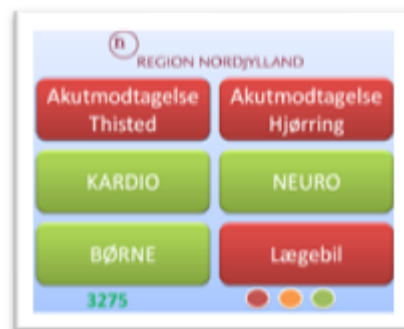 n
REGION NORDJYLLAND
Akutmodtagelse
Thisted
Akutmodtagelse
Hjørring
KARDIO
NEURO
BØRNE
Lægebil
3275